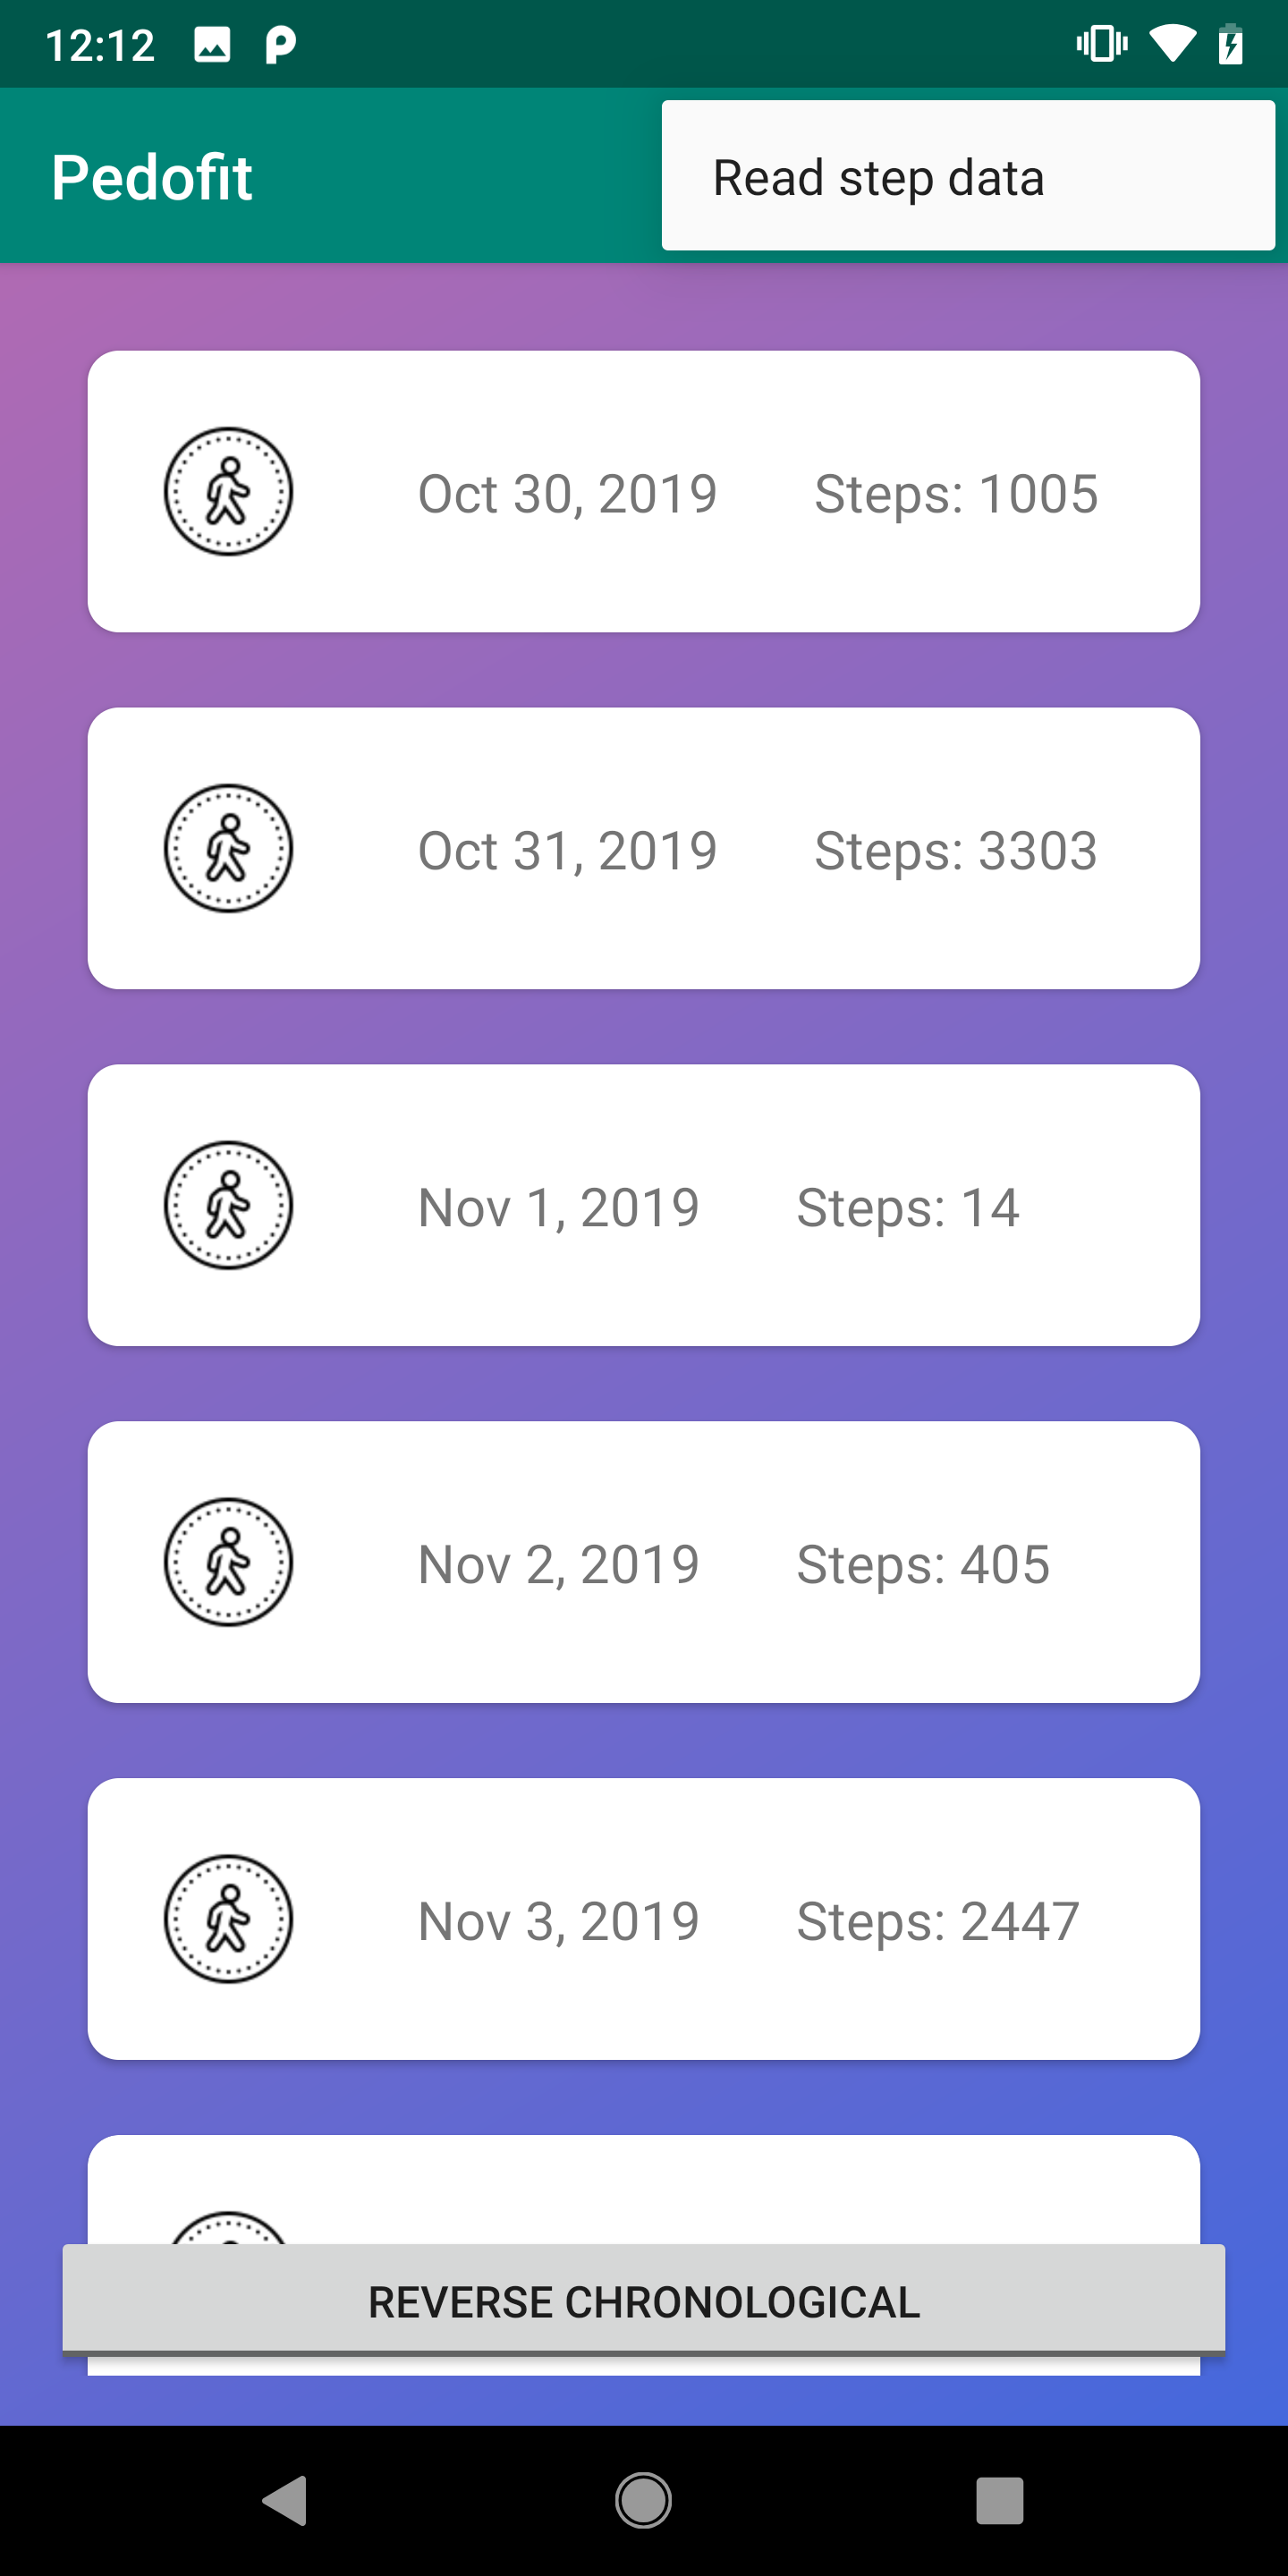 12:12
Pedofit
Read step data
Oct 30, 2019 Steps: 1005
Oct 31, 2019 Steps: 3303
Nov 1, 2019 Steps: 14
Nov 2, 2019 Steps: 405
Nov 3, 2019 Steps: 2447
REVERSE CHRONOLOGICAL